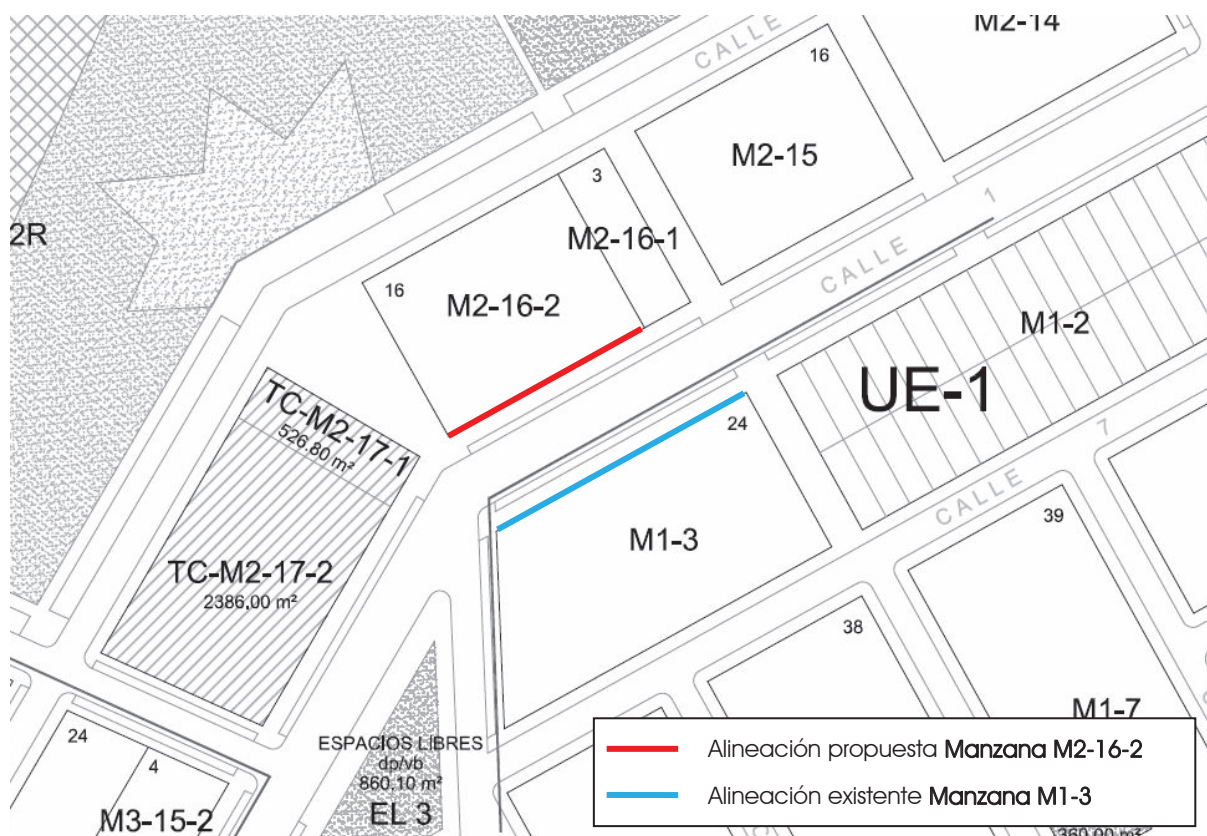 M2-14
CALLE
16
M2-15
3
M2-16-1
2R
16
M2-16-2
CALLE
1
M1-2
UE-1
TC-M2-17-1
526.80 m²
24
7
CALLE
M1-3
39
TC-M2-17-2
2386,00 m²
38
M1-7
24
4
M3-15-2
ESPACIOS LIBRES
dp/vb
860,10 m²
EL 3
Alineación propuesta Manzana M2-16-2
Alineación existente Manzana M1-3
360,00 m²